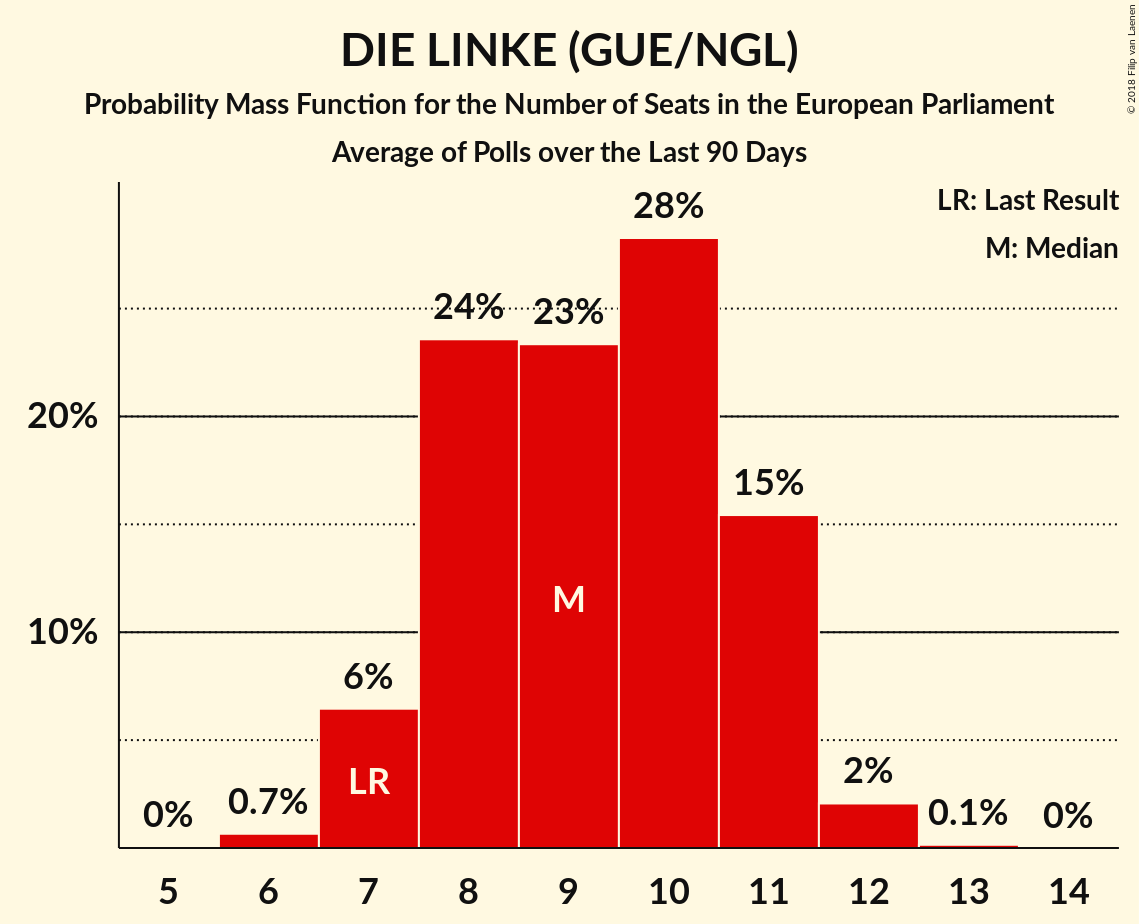 DIE LINKE (GUE/NGL)
Probability Mass Function for the Number of Seats in the European Parliament
Average of Polls over the Last 90 Days
© 2018 Filip van Laenen
LR: Last Result
M: Median
28%
24%
23%
20%
15%
10%
6%
2%
0%
0.7%
0.1%
0%
M
LR
5 6 7 8 9 10 11 12 13 14